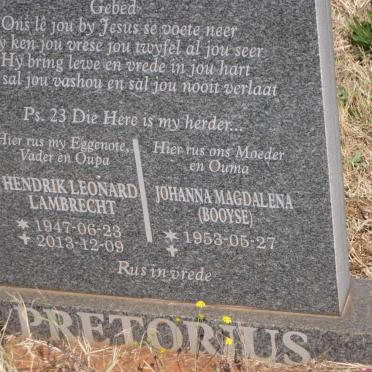 Gebed
Ons lê jou by Jesus se voete neer
y ken jou vrese jou twyfel al jou seer
Hy bring lewe en vrede in jou hart
sal jou vashou en sal jou nooit verlaat
Ps. 23 Die Here is my herder...
Hier rus my Eggenote,
Vader en Oupa
HENDRIK LEONARD
LAMBRECHT
1947-06-23
2013-12-09
Hier rus ons Moeder
en Ouma
JOHANNA MAGDALENA
(BOOYSE)
1953-05-27
Rus in vrede
PRETORIUS